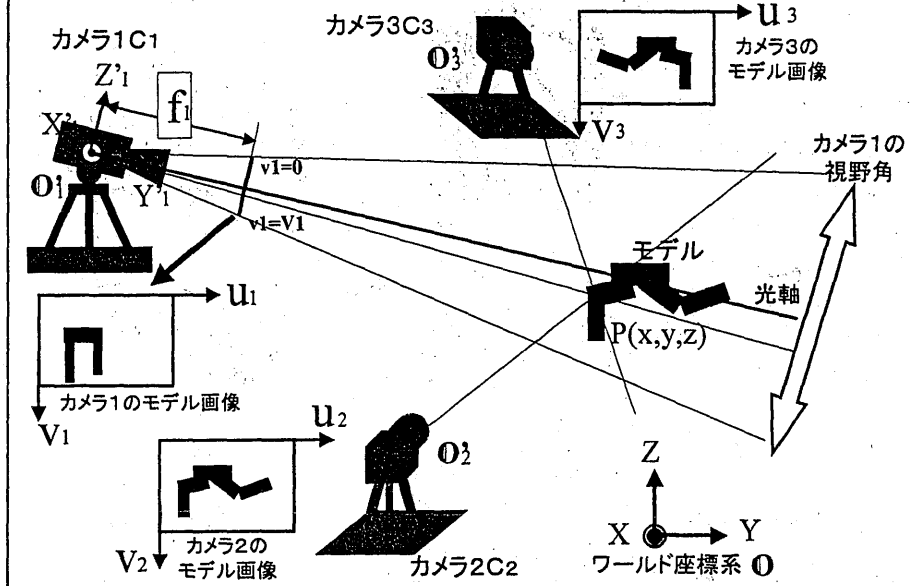 カメラ1C1
Z'1
X'1
f1
O'1
Y'1
v1=0
v1=V1
カメラ3C3
O'3
u3
カメラ3の
モデル画像
V3
カメラ1の
視野角
モデル
光軸
P(x,y,z)
u1
カメラ1のモデル画像
V1
u2
カメラ2の
モデル画像
V2
O'2
カメラ2C2
Z
X
Y
ワールド座標系 O